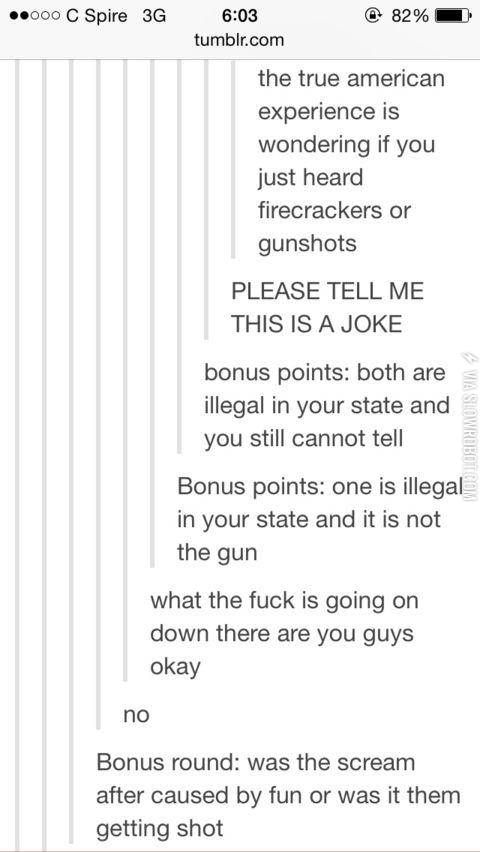 C Spire 3G 6:03 82%
tumblr.com
the true american
experience is
wondering if you
just heard
firecrackers or
gunshots
PLEASE TELL ME
THIS IS A JOKE
bonus points: both are
illegal in your state and
you still cannot tell
Bonus points: one is illegal
in your state and it is not
the gun
what the fuck is going on
down there are you guys
okay
no
Bonus round: was the scream
after caused by fun or was it them
getting shot
VIA SLOWROBOT.COM